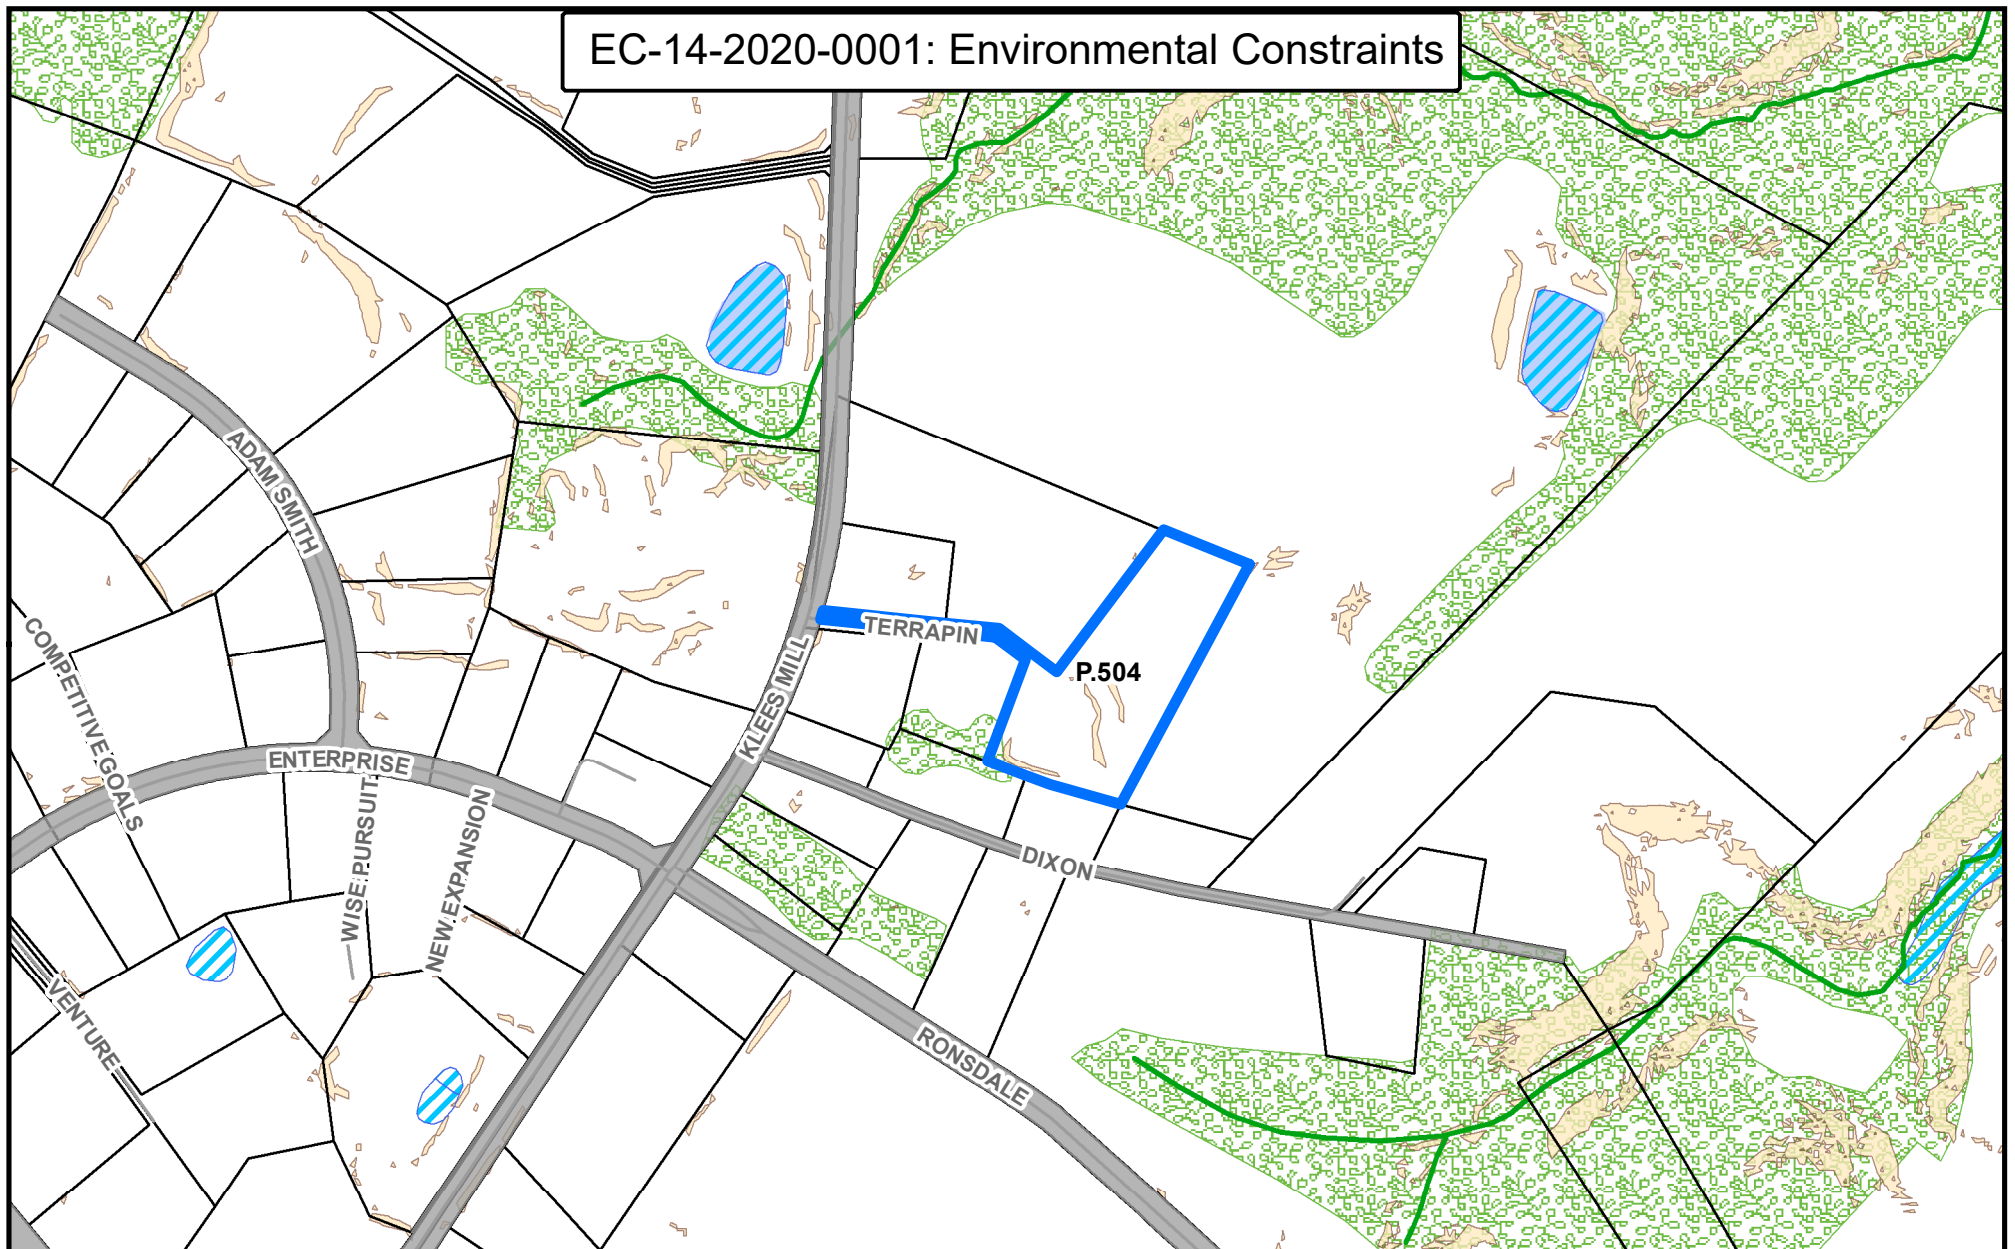 EC-14-2020-0001: Environmental Constraints
ADAM SMITH
TERRAPIN
P.504
COMPETITIVE GOALS
KLEES MILL
ENTERPRISE
WISE PURSUIT
NEW EXPANSION
DIXON
VENTURE
RONSDALE